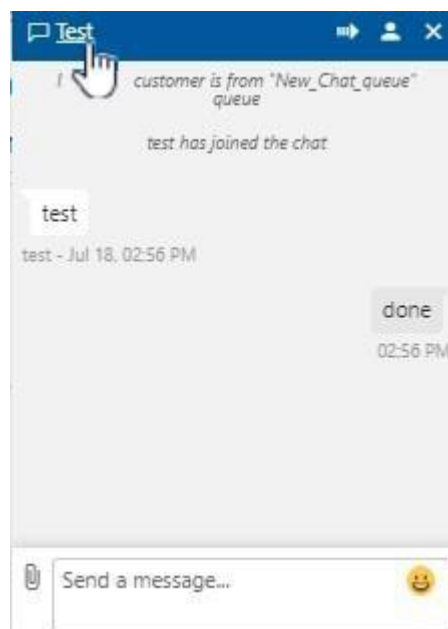 Test
customer is from "New_Chat_queue"
queue
test has joined the chat
test
test - Jul 18, 02:56 PM
done
02:56 PM
Send a message...